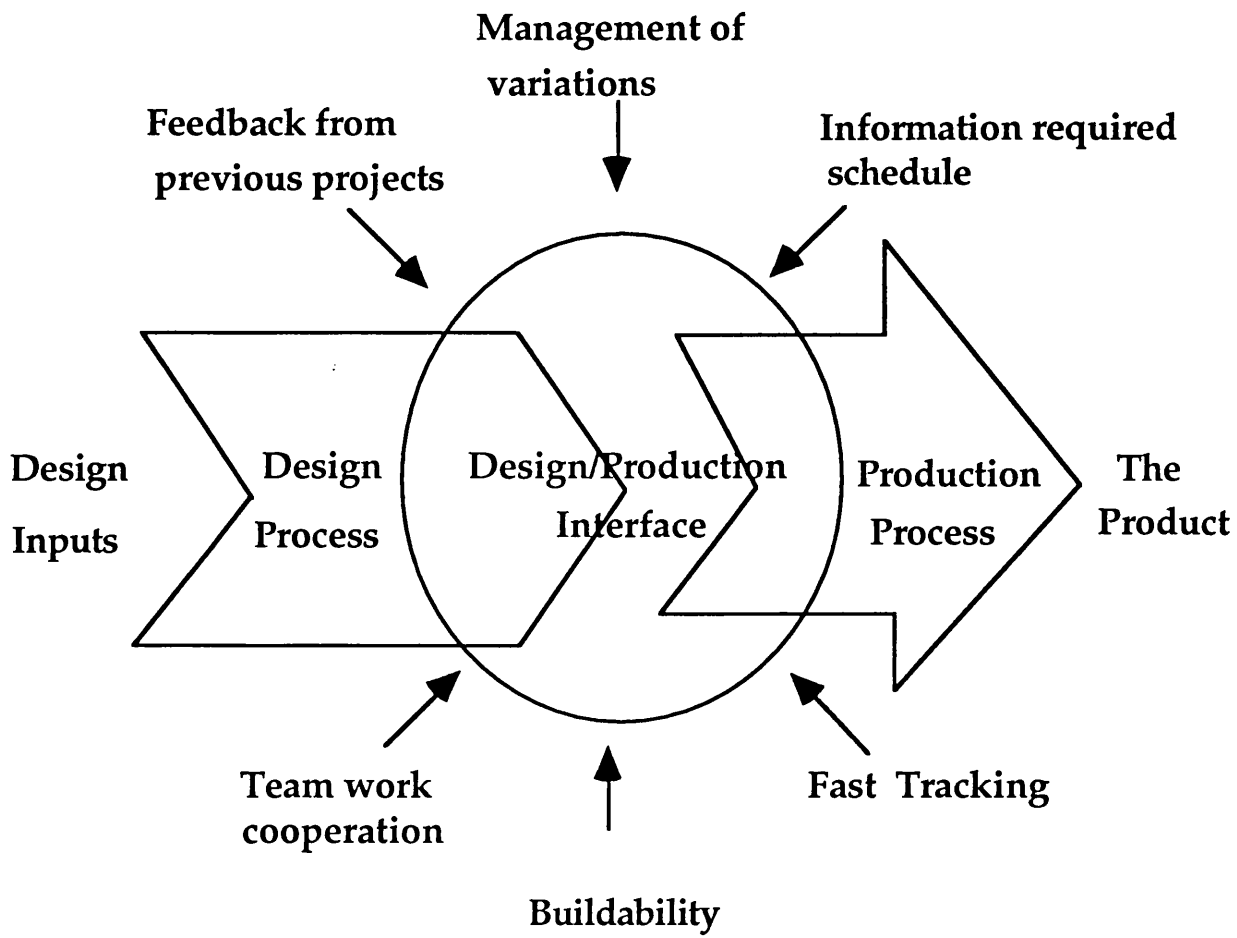 Management of
variations
Feedback from
previous projects
Information required
schedule
Design
Inputs
Design
Process
Design/Production
Interface
Production
Process
The
Product
Team work
cooperation
Fast Tracking
Buildability